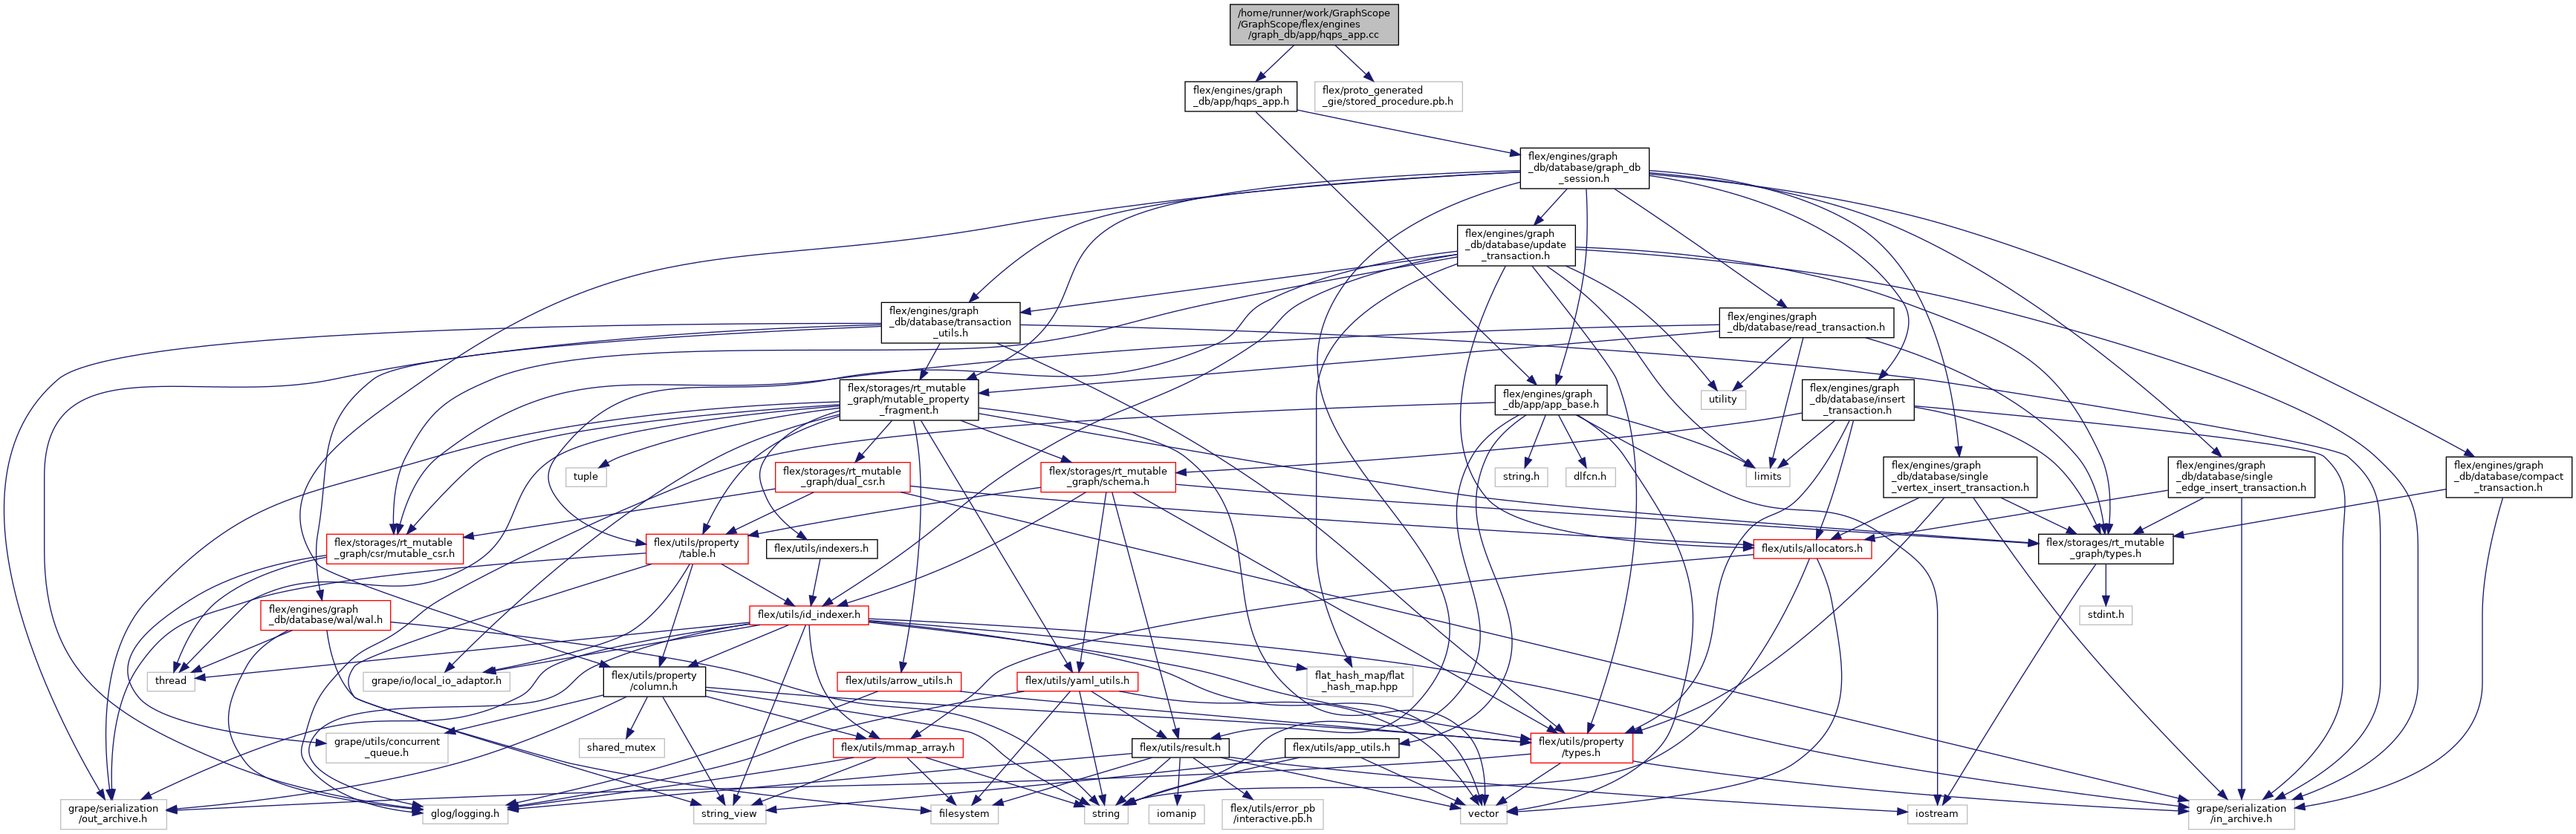 /home/runner/work/GraphScope
/GraphScope/flex/engines
/graph_db/app/hqps_app.cc
flex/engines/graph
_db/app/hqps_app.h
flex/proto_generated
_gie/stored_procedure.pb.h
flex/engines/graph
_db/database/graph_db
_session.h
flex/engines/graph
_db/database/update
_transaction.h
flex/engines/graph
_db/database/transaction
_utils.h
flex/engines/graph
_db/database/read_transaction.h
flex/storages/rt_mutable
_graph/mutable_property
_fragment.h
flex/engines/graph
_db/app/app_base.h
utility
flex/engines/graph
_db/database/insert
_transaction.h
tuple
flex/storages/rt_mutable
_graph/dual_csr.h
flex/storages/rt_mutable
_graph/schema.h
string.h
dlfcn.h
limits
flex/engines/graph
_db/database/single
_vertex_insert_transaction.h
flex/engines/graph
_db/database/single
_edge_insert_transaction.h
flex/engines/graph
_db/database/compact
_transaction.h
flex/storages/rt_mutable
_graph/csr/mutable_csr.h
flex/utils/property
/table.h
flex/utils/indexers.h
flex/utils/allocators.h
flex/storages/rt_mutable
_graph/types.h
flex/engines/graph
_db/database/wal/wal.h
flex/utils/id_indexer.h
stdint.h
thread
grape/io/local_io_adaptor.h
flex/utils/property
/column.h
flex/utils/arrow_utils.h
flex/utils/yaml_utils.h
flat_hash_map/flat
_hash_map.hpp
grape/utils/concurrent
_queue.h
shared_mutex
flex/utils/mmap_array.h
flex/utils/result.h
flex/utils/app_utils.h
flex/utils/property
/types.h
grape/serialization
/out_archive.h
glog/logging.h
string_view
filesystem
string
iomanip
flex/utils/error_pb
/interactive.pb.h
vector
iostream
grape/serialization
/in_archive.h